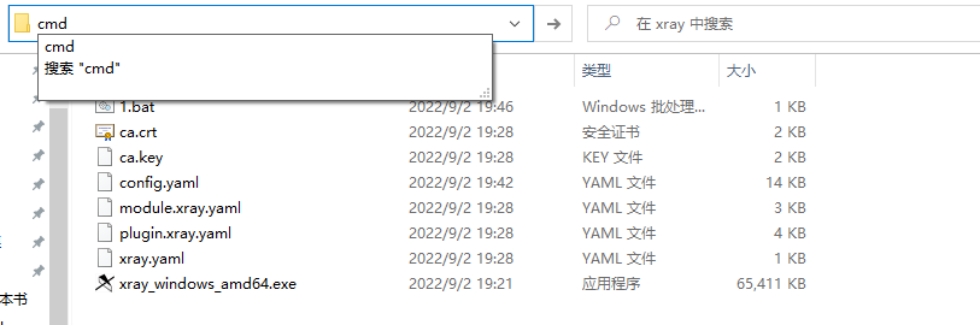 cmd
在 xray 中搜索
cmd
搜索 "cmd"
类型 大小
1.bat 2022/9/2 19:46 Windows 批处理... 1 KB
ca.crt 2022/9/2 19:28 安全证书 2 KB
ca.key 2022/9/2 19:28 KEY 文件 2 KB
config.yaml 2022/9/2 19:42 YAML 文件 14 KB
module.xray.yaml 2022/9/2 19:28 YAML 文件 3 KB
plugin.xray.yaml 2022/9/2 19:28 YAML 文件 4 KB
xray.yaml 2022/9/2 19:28 YAML 文件 1 KB
xray_windows_amd64.exe 2022/9/2 19:21 应用程序 65,411 KB
本书